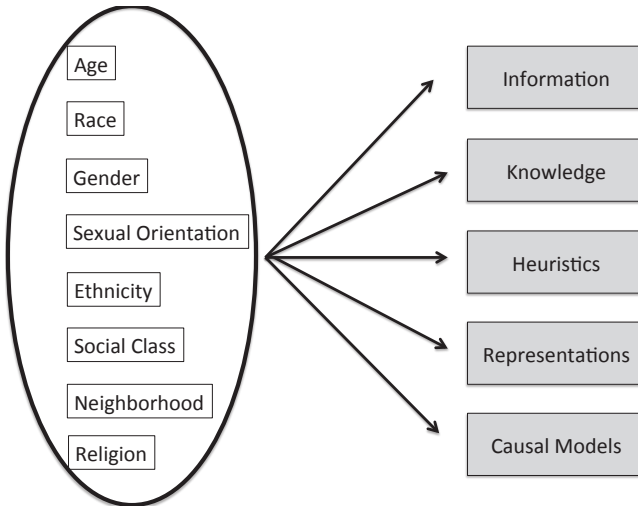 Age
Race
Gender
Sexual Orientation
Ethnicity
Social Class
Neighborhood
Religion
Information
Knowledge
Heuristics
Representations
Causal Models